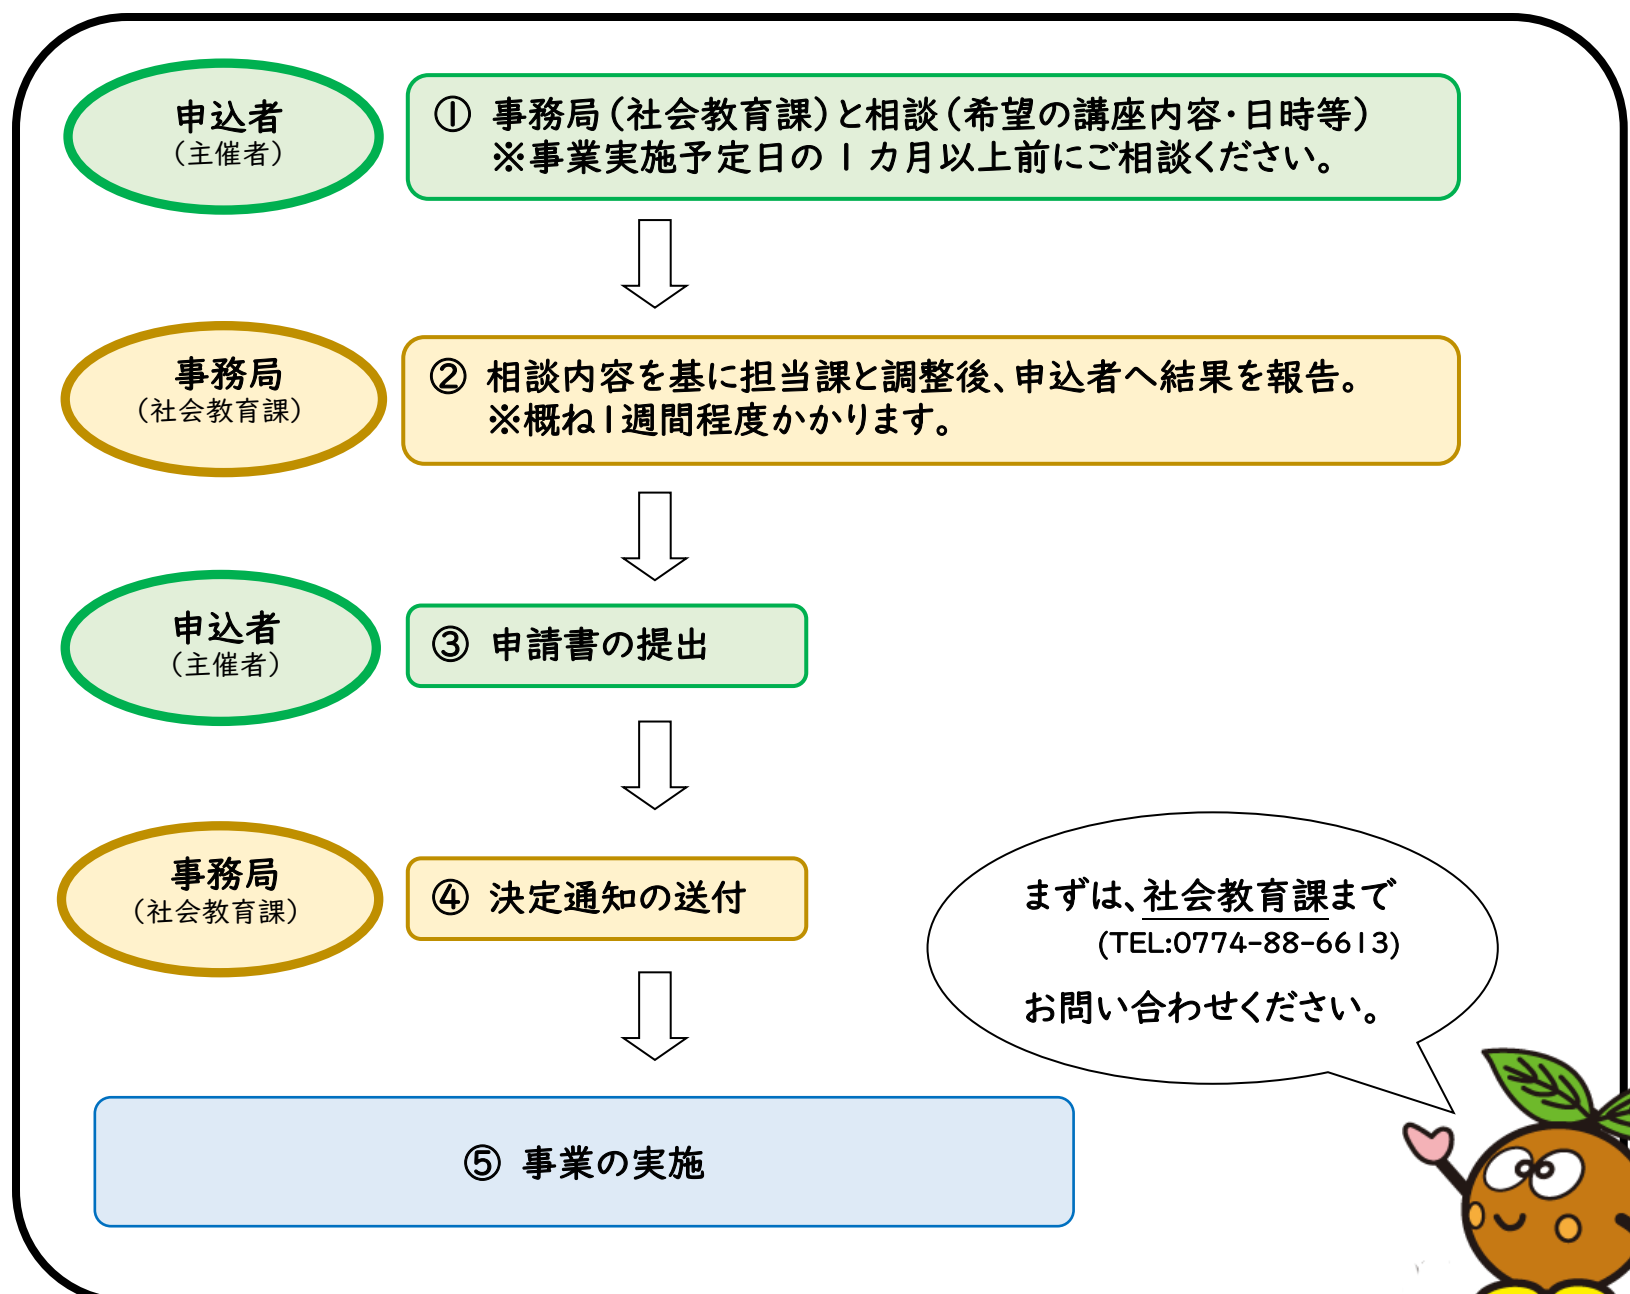 申込者
（主催者）
① 事務局（社会教育課）と相談（希望の講座内容・日時等）
※事業実施予定日の１カ月以上前にご相談ください。
事務局
（社会教育課）
② 相談内容を基に担当課と調整後、申込者へ結果を報告。
※概ね１週間程度かかります。
申込者
（主催者）
③ 申請書の提出
事務局
（社会教育課）
④ 決定通知の送付
まずは、社会教育課まで
(TEL:0774-88-6613)
お問い合わせください。
⑤ 事業の実施